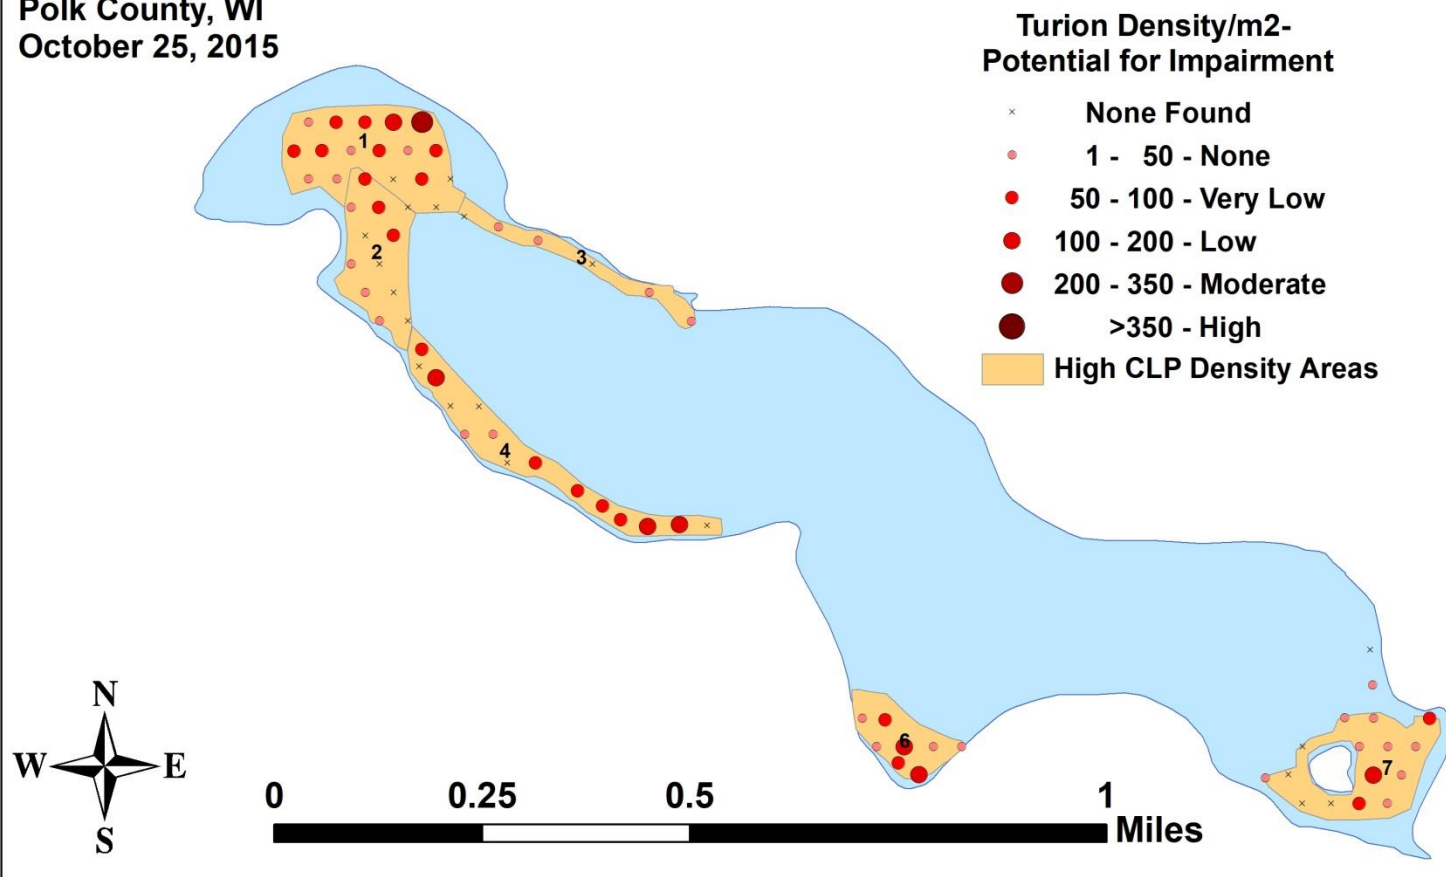 Polk County, WI
October 25, 2015
Turion Density/m2-
Potential for Impairment
None Found
1 - 50 - None
50 - 100 - Very Low
100 - 200 - Low
200 - 350 - Moderate
>350 - High
High CLP Density Areas
1
2
3
4
6
7
N
W E
S
0 0.25 0.5 1
Miles